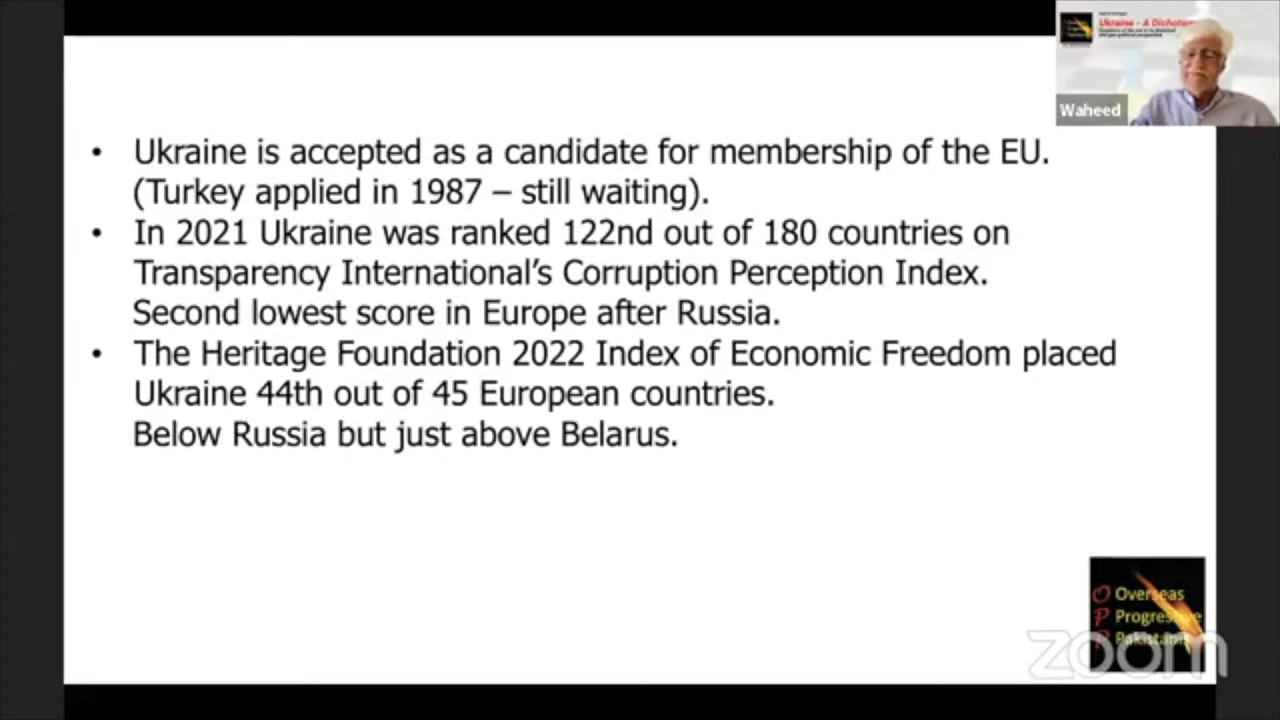 Ukraine - A Dichotomy
Waheed
• Ukraine is accepted as a candidate for membership of the EU.
(Turkey applied in 1987 – still waiting).
• In 2021 Ukraine was ranked 122nd out of 180 countries on
Transparency International’s Corruption Perception Index.
Second lowest score in Europe after Russia.
• The Heritage Foundation 2022 Index of Economic Freedom placed
Ukraine 44th out of 45 European countries.
Below Russia but just above Belarus.
Overseas
Progressive
Pakistanis
zoom